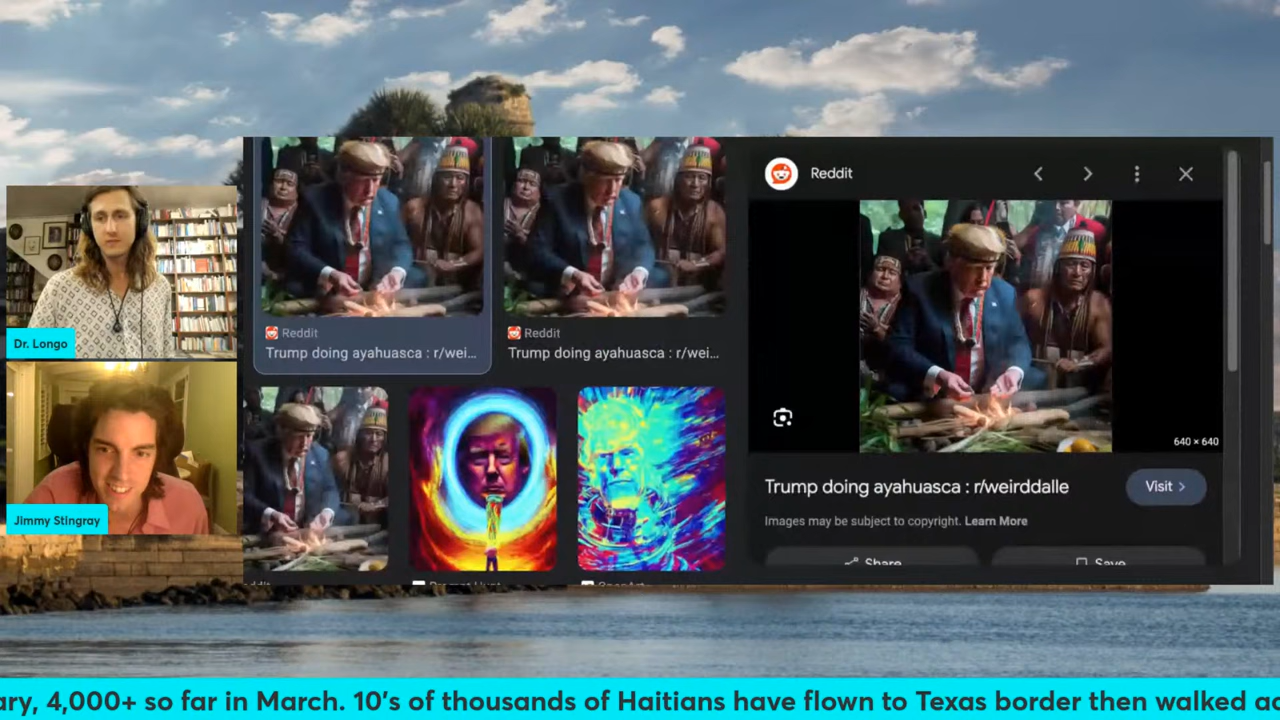 Dr. Longo
Jimmy Stingray
Reddit
Trump doing ayahuasca : r/wei...
Reddit
Trump doing ayahuasca : r/wei...
Reddit
640 × 640
Trump doing ayahuasca : r/weirddalle
Visit
Images may be subject to copyright. Learn More
Share
Save
ary, 4,000+ so far in March. 10's of thousands of Haitians have flown to Texas border then walked ac